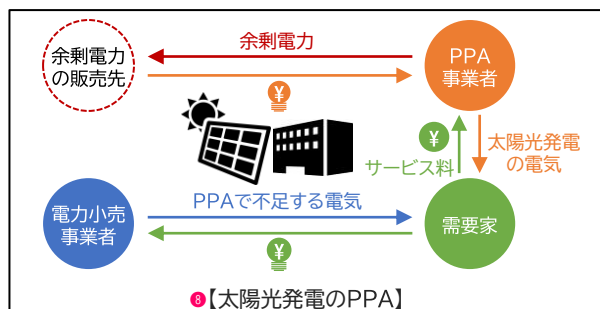 余剰電力
の販売先
余剰電力
¥
PPA
事業者
¥
サービス料
太陽光発電
の電気
電力小売
事業者
PPAで不足する電気
¥
需要家
8【太陽光発電のPPA】